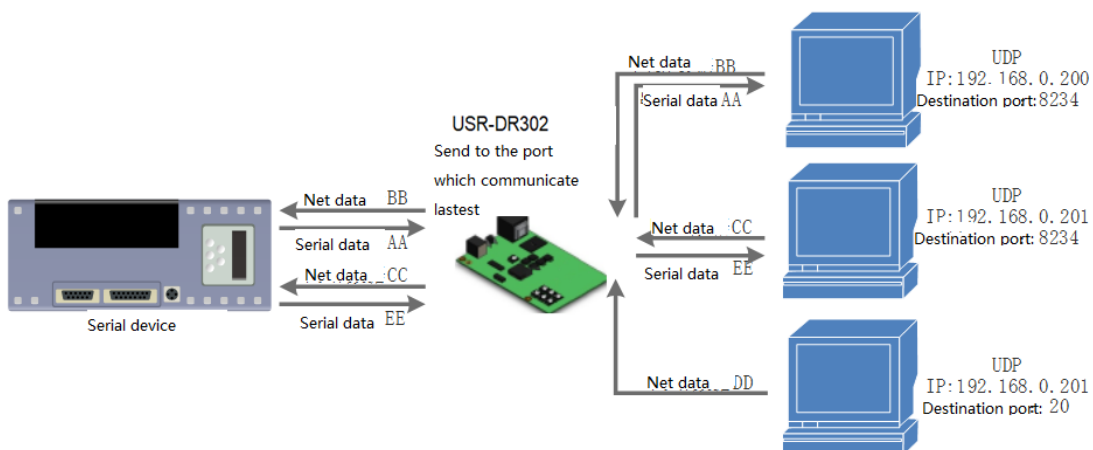 USR-DR302
Send to the port
which communicate
lastest
Net data BB
Serial data AA
Net data :CC
Serial data EE
Serial device
Net data :BB
Serial data AA
Net data :CC
Serial data EE
Net data DD
UDP
IP:192.168.0.200
Destination port:8234
UDP
IP:192.168.0.201
Destination port:8234
UDP
IP:192.168.0.201
Destination port: 20